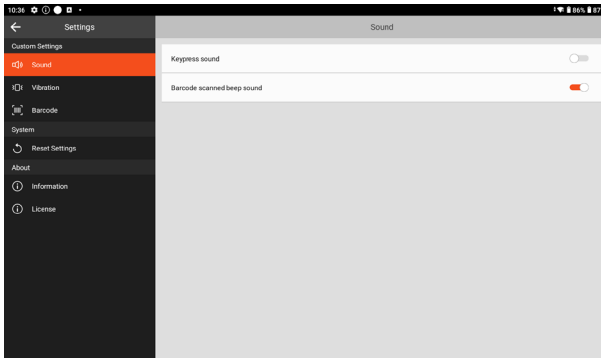 10:36
86% 87
Settings
Sound
Custom Settings
Sound
Keypress sound
Vibration
Barcode scanned beep sound
Barcode
System
Reset Settings
About
Information
License